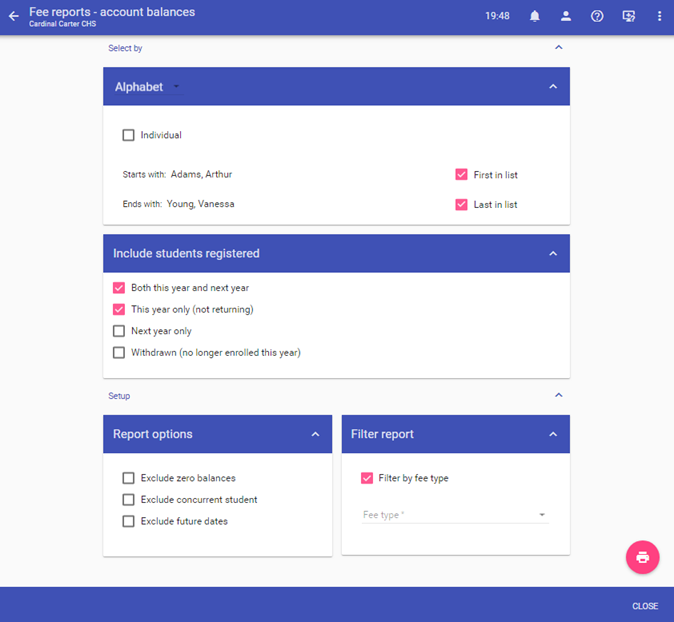 Fee reports - account balances
Cardinal Carter CHS
19:48
Select by
Alphabet
Individual
Starts with: Adams, Arthur
First in list
Ends with: Young, Vanessa
Last in list
Include students registered
Both this year and next year
This year only (not returning)
Next year only
Withdrawn (no longer enrolled this year)
Setup
Report options
Filter report
Exclude zero balances
Filter by fee type
Exclude concurrent student
Fee type *
Exclude future dates
CLOSE